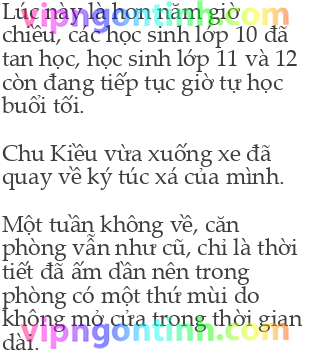 Lúc này là hơn năm giờ
vipngontinh.com
chiều, các học sinh lớp 10 đã
tan học, học sinh lớp 11 và 12
còn đang tiếp tục giờ tự học
buổi tối.
Chu Kiều vừa xuống xe đã
quay về ký túc xá của mình.
Một tuần không về, căn
phòng vẫn như cũ, chỉ là thời
tiết đã ấm dần nên trong
phòng có một thứ mùi do
không mở cửa trong thời gian
vipngontinh.com
dài.